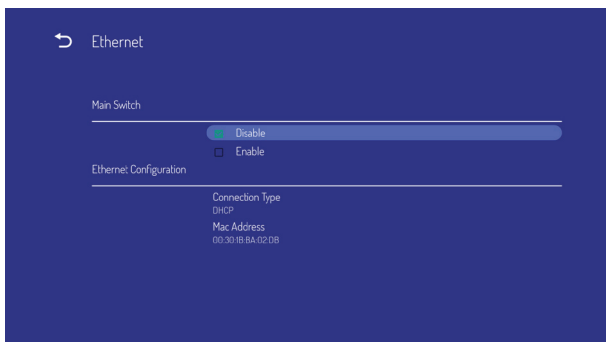 Ethernet
Main Switch
Disable
Enable
Ethernet Configuration
Connection Type
DHCP
Mac Address
00:30:1B:BA:02:DB